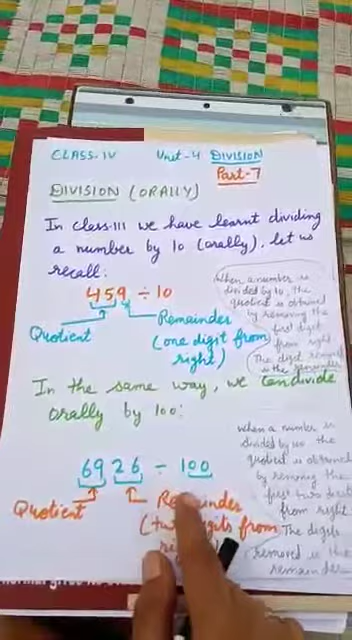 CLASS-IV Unit-4 DIVISION
Part-7
DIVISION (ORALLY)
In class-III we have learnt dividing
a number by 10 (orally). let us
recall:
459 ÷ 10
Quotient
Remainder
(one digit from
right)
When a number is
divided by 10, the
quotient is obtained
by removing the
first digit
from right
The digit removed
is the remainder
In the same way, we can divide
orally by 100:
6926 ÷ 100
Quotient
Remainder
(two digits from
when a number is
divided by 100 the
quotient is obtained
by removing the
first two
from right
The digits
removed is the
remainder